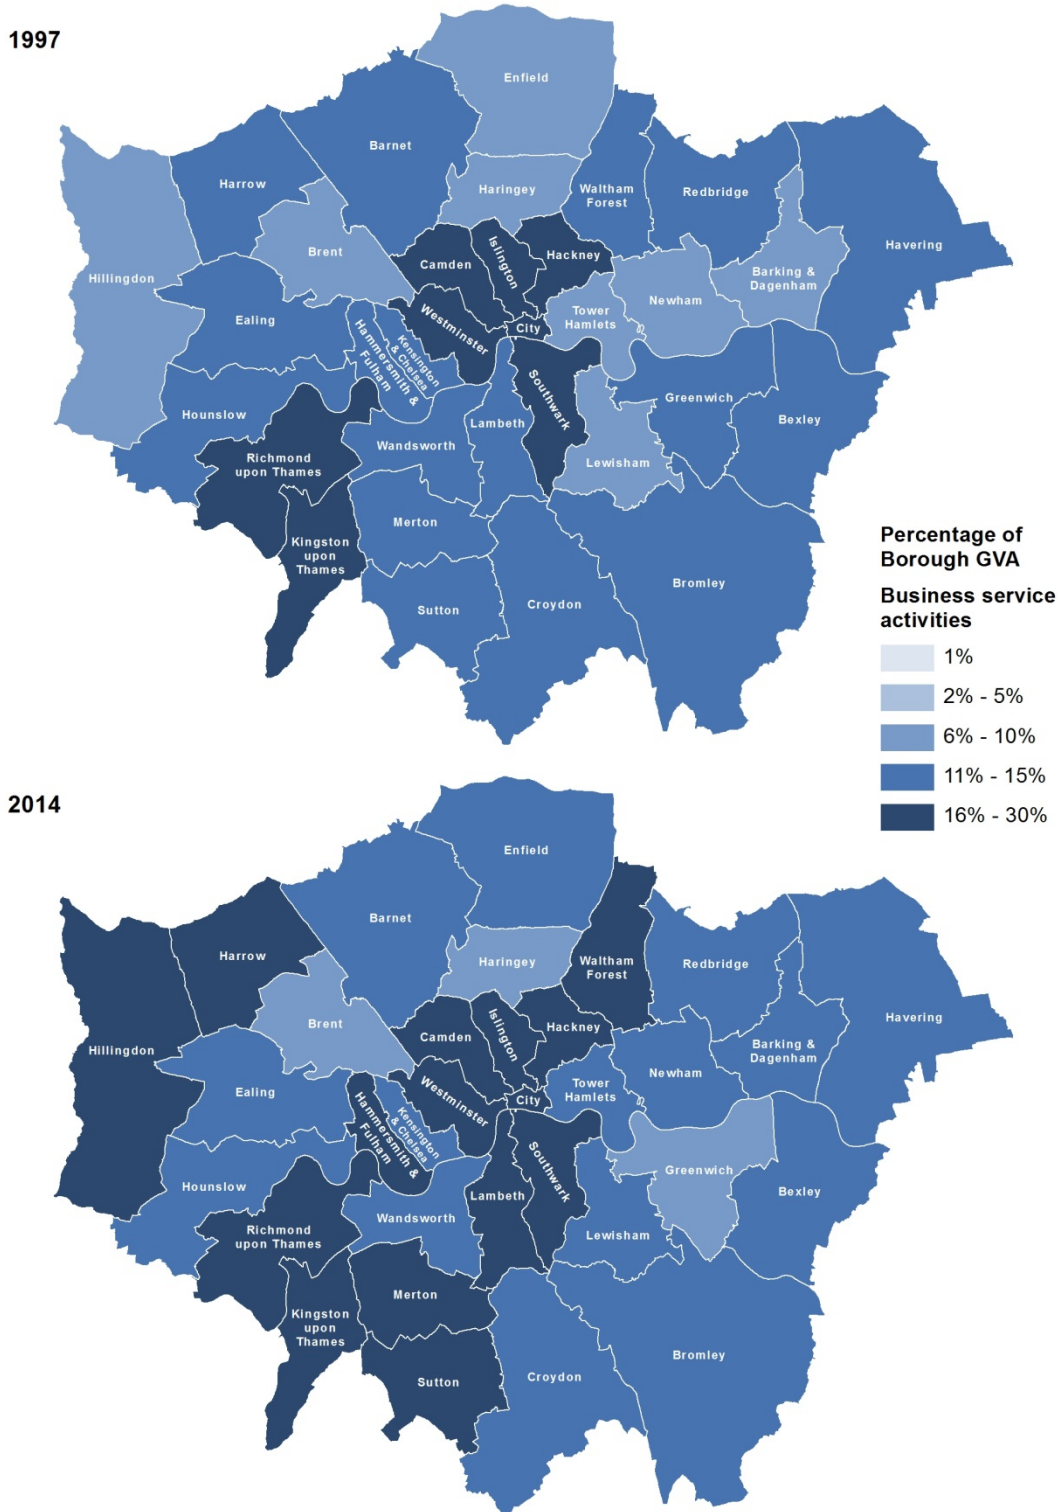 1997
Enfield
Barnet
Harrow
Haringey
Waltham
Forest
Redbridge
Havering
Brent
Hillingdon
Camden
Islington
Hackney
Barking &
Dagenham
Newham
Tower
Hamlets
Ealing
Westminster
City
Kensington
& Chelsea
Hammersmith &
Fulham
Southwark
Greenwich
Hounslow
Lambeth
Bexley
Wandsworth
Richmond
upon Thames
Lewisham
Merton
Kingston
upon
Thames
Bromley
Croydon
Sutton
Percentage of
Borough GVA
Business service
activities
1%
2% - 5%
6% - 10%
11% - 15%
16% - 30%
2014
Enfield
Barnet
Harrow
Haringey
Waltham
Forest
Redbridge
Havering
Brent
Hillingdon
Camden
Islington
Hackney
Barking &
Dagenham
Newham
Tower
Hamlets
Ealing
Westminster
City
Kensington
& Chelsea
Hammersmith &
Fulham
Southwark
Greenwich
Hounslow
Lambeth
Bexley
Wandsworth
Richmond
upon Thames
Lewisham
Merton
Kingston
upon
Thames
Bromley
Croydon
Sutton